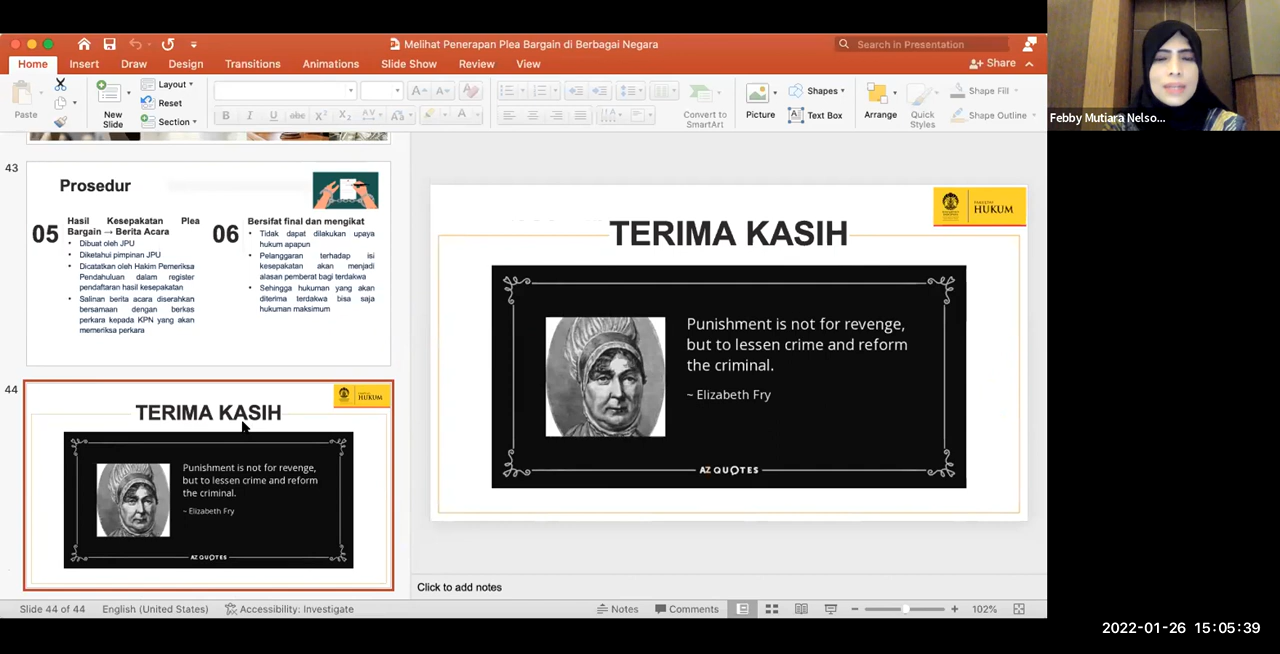 Melihat Penerapan Plea Bargain di Berbagai Negara
Search in Presentation
Home Insert Draw Design Transitions Animations Slide Show Review View
Share
Paste
New
Slide
Layout
Reset
Section
Convert to
SmartArt
Picture
Shapes
Text Box
Arrange
Quick
Styles
Shape Fill
Shape Outline
Febby Mutiara Nelso...
43
Prosedur
05
Hasil Kesepakatan Plea
Bargain → Berita Acara
• Dibuat oleh JPU
• Diketahui pimpinan JPU
• Dicatatkan oleh Hakim Pemeriksa
Pendahuluan dalam register
pendaftaran hasil kesepakatan
• Salinan berita acara diserahkan
bersamaan dengan berkas
perkara kepada KPN yang akan
memeriksa perkara
06
Bersifat final dan mengikat
• Tidak dapat dilakukan upaya
hukum apapun
• Pelanggaran terhadap isi
kesepakatan akan menjadi
alasan pemberat bagi terdakwa
• Sehingga hukuman yang akan
diterima terdakwa bisa saja
hukuman maksimum
44
HUKUM
TERIMA KASIH
Punishment is not for revenge,
but to lessen crime and reform
the criminal.
~ Elizabeth Fry
AZ QUOTES
HUKUM
TERIMA KASIH
Punishment is not for revenge,
but to lessen crime and reform
the criminal.
~ Elizabeth Fry
AZ QUOTES
Click to add notes
Slide 44 of 44
English (United States)
Accessibility: Investigate
Notes
Comments
102%
2022-01-26 15:05:39